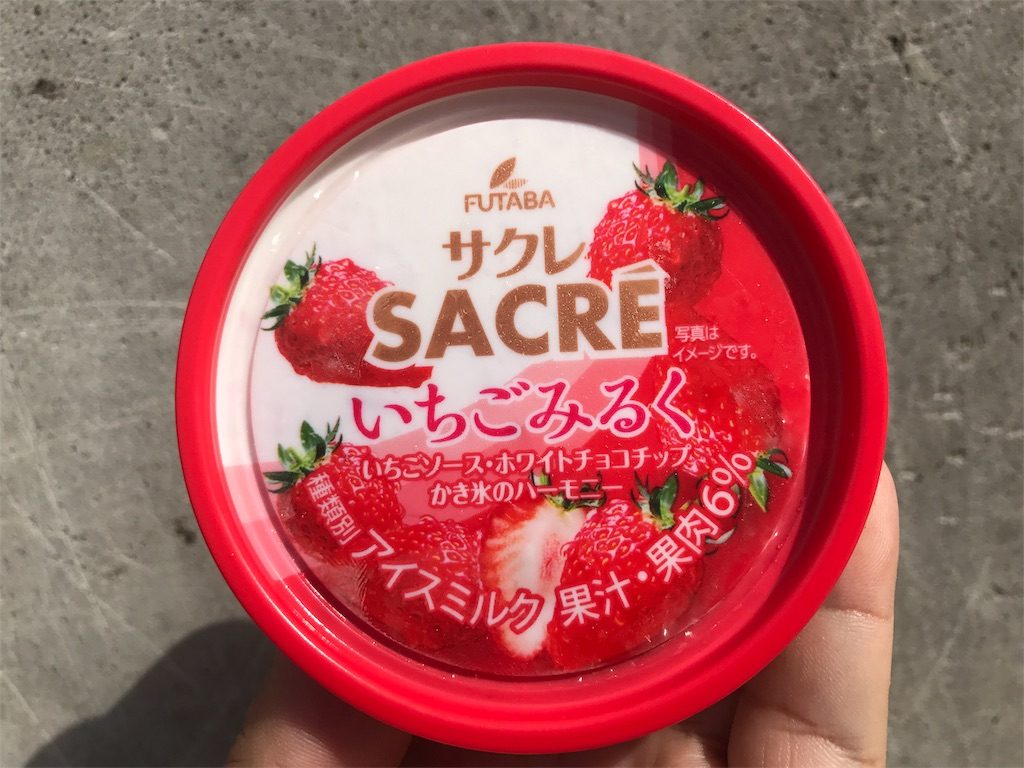 FUTABA
サクレ
SACRÉ
写真は
イメージです。
いちごみるく
いちごソース・ホワイトチョコチップ
かき氷のハーモニー
種類別 アイスミルク 果汁・果肉6%